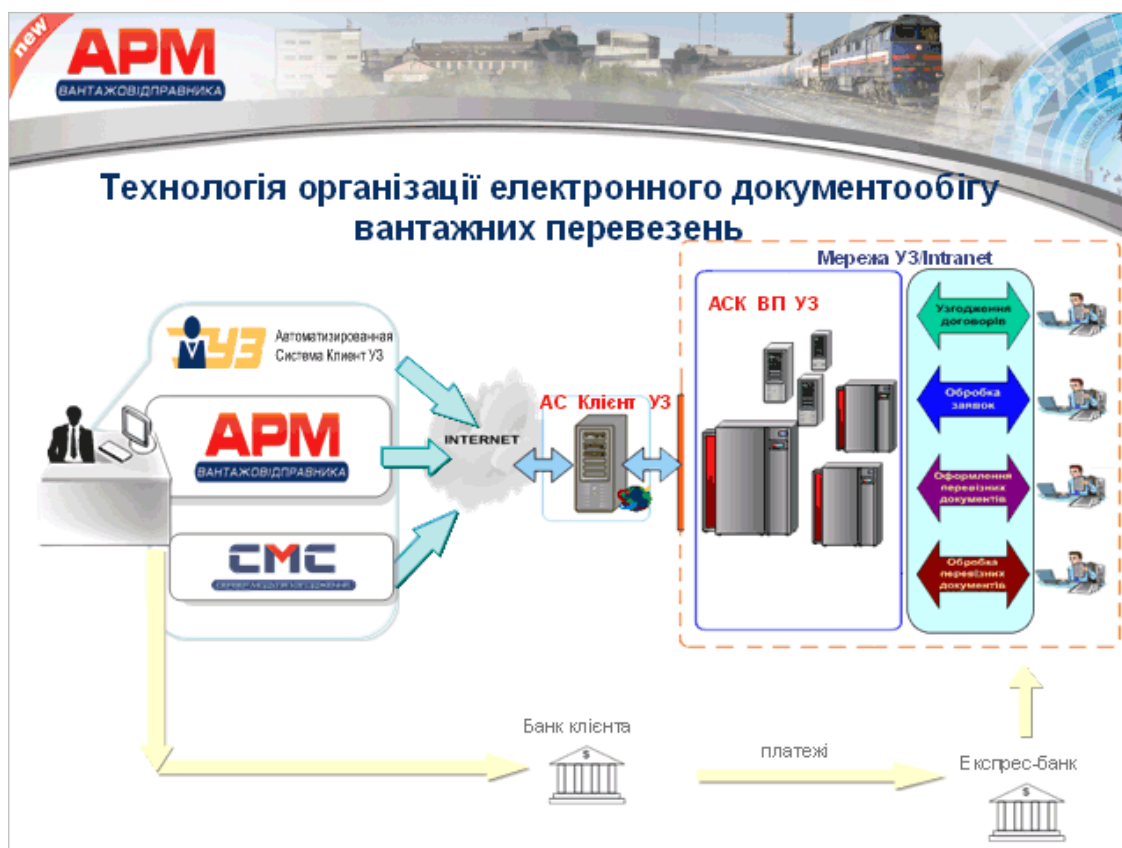 new
АРМ
ВАНТАЖОВІДПРАВНИКА
Технологія організації електронного документообігу
вантажних перевезень
Мережа УЗ/Intranet
АСК ВП УЗ
УЗ
Автоматизированная
Система Клиент УЗ
АРМ
ВАНТАЖОВІДПРАВНИКА
СМС
INTERNET
АС Клієнт УЗ
Узгодження
договорів
Обробка
заявок
Оформлення
перевізних
документів
Обробка
перевізних
документів
Банк клієнта
$
платежі
Експрес-банк
$